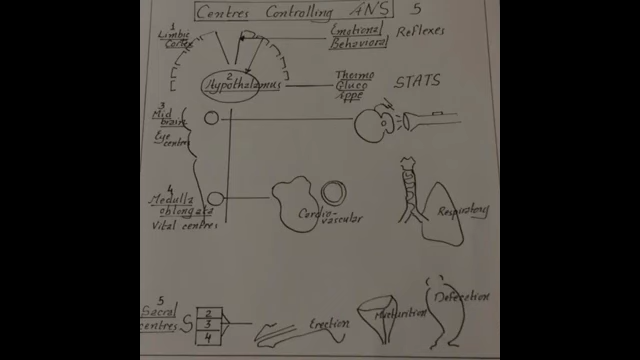 Centres Controlling ANS 5
1
Limbic
Cortex
Emotional
Behavioral
Reflexes
2
Hypothalamus
Thermo
Gluco
Appe
STATS
3
Mid
brain
Eye
centres
4
Medulla
oblongata
Vital centres
Cardio-
vascular
Respiratory
5
Sacral
centres
S
2
3
4
Erection
Micturition
Defecation